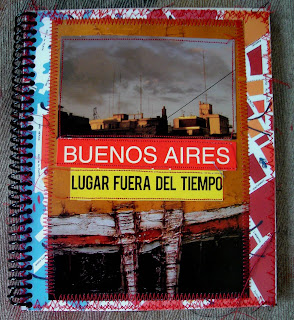 BUENOS AIRES
LUGAR FUERA DEL TIEMPO